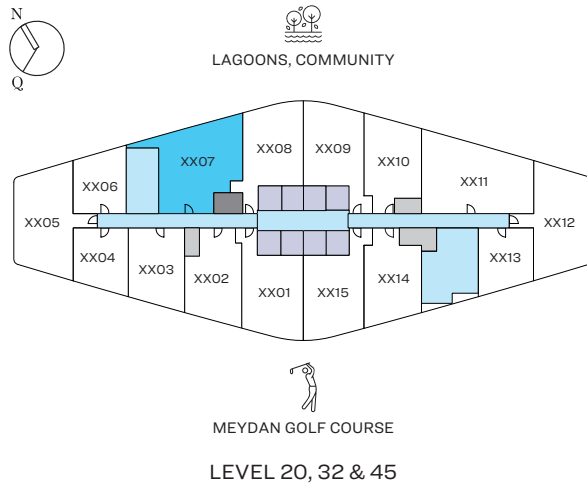 N
Q
LAGOONS, COMMUNITY
XX07
XX08
XX09
XX10
XX06
XX11
XX05
XX12
XX04
XX03
XX02
XX01
XX15
XX14
XX13
MEYDAN GOLF COURSE
LEVEL 20, 32 & 45